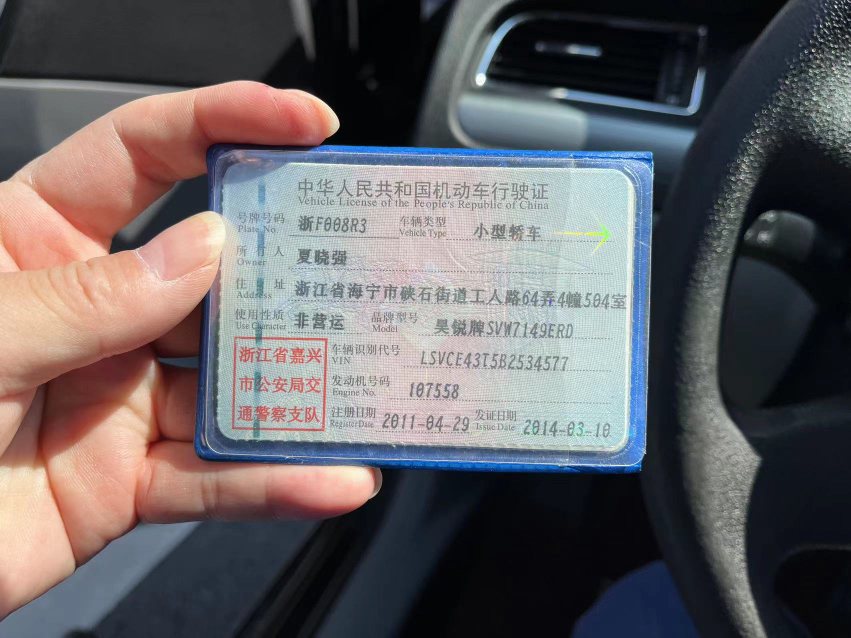 中华人民共和国机动车行驶证
Vehicle License of the People's Republic of China
号牌号码 浙F008R3 车辆类型 小型轿车
Plate No. Vehicle Type
所有人 夏晓强
Owner
住址 浙江省海宁市硖石街道工人路64弄4幢504室
Address
使用性质 非营运 品牌型号 昊锐牌SVW7149ERD
Use Character Model
浙江省嘉兴 车辆识别代号 LSVCE43T5B2534577
VIN
市公安局交 发动机号码 107558
Engine No.
通警察支队 注册日期 2011-04-29 发证日期 2014-03-10
Register Date Issue Date